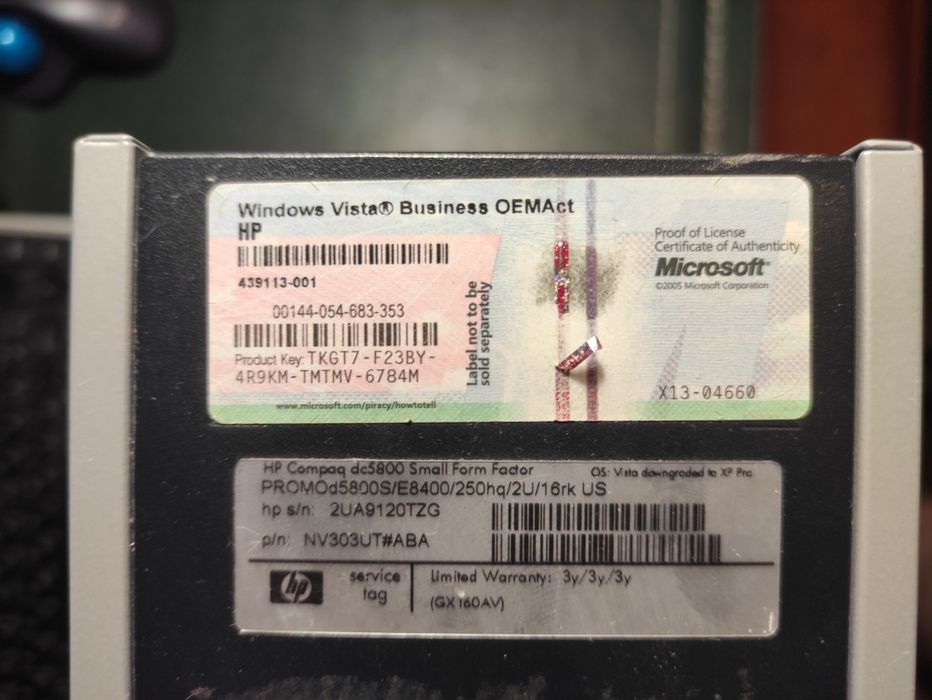 Windows Vista® Business OEMAct
HP
439113-001
00144-054-683-353
Product Key: TKGT7-F23BY-
4R9KM-TMTMV-6784M
www.microsoft.com/piracy/howtotell
Label not to be
sold separately
Proof of License
Certificate of Authenticity
Microsoft®
©2005 Microsoft Corporation
X13-04660
HP Compaq dc5800 Small Form Factor
OS: Vista downgraded to XP Pro
PROMOd5800S/E8400/250hq/2U/16rk US
hp s/n: 2UA9120TZG
p/n: NV303UT#ABA
hp
service
tag
Limited Warranty: 3y/3y/3y
(GX160AV)